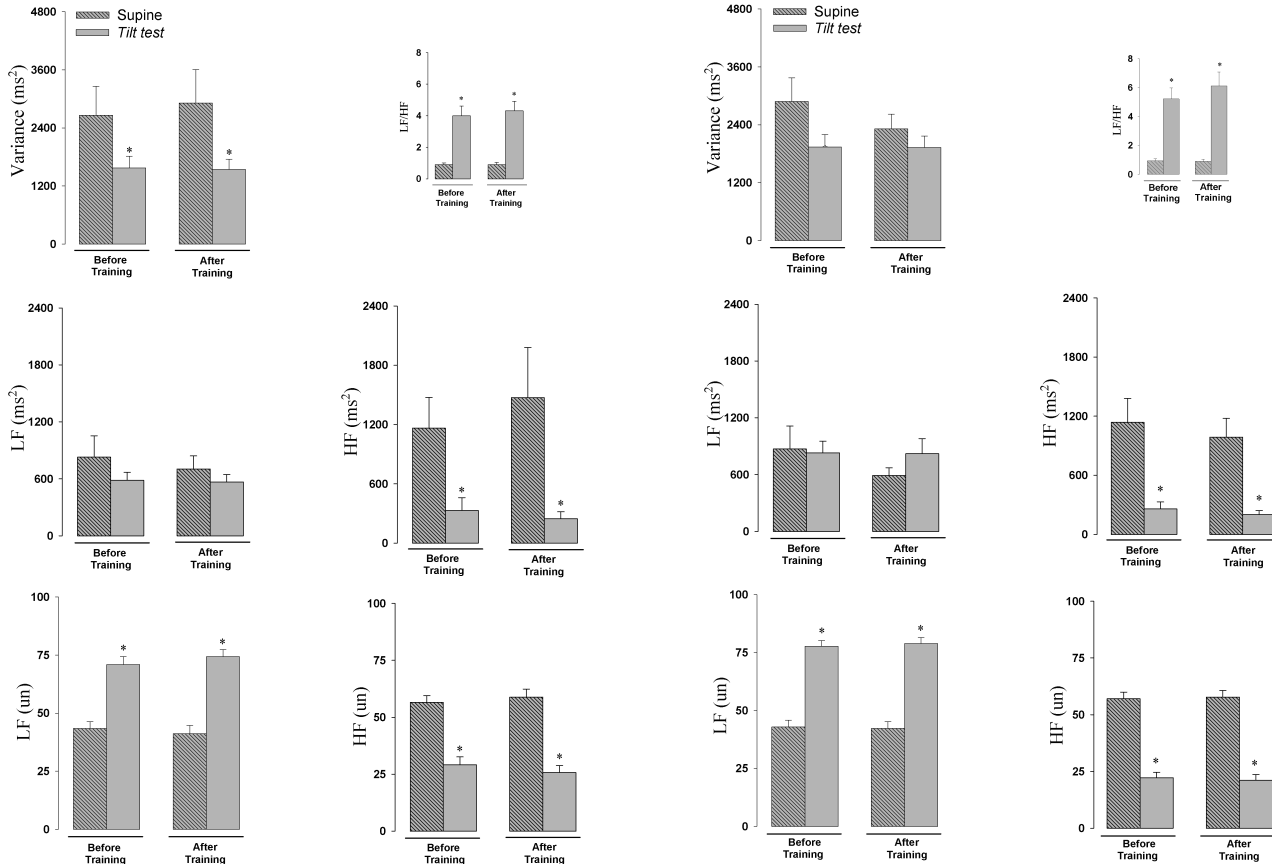 4800
Supine
Tilt test
3600
2400
1200
0
Variance (ms²)
*
*
Before
Training
After
Training
8
6
4
2
0
LF/HF
*
*
Before
Training
After
Training
4800
Supine
Tilt test
3600
2400
1200
0
Variance (ms²)
Before
Training
After
Training
8
6
4
2
0
LF/HF
*
*
Before
Training
After
Training
2400
1800
1200
600
0
LF (ms²)
Before
Training
After
Training
2400
1800
1200
600
0
HF (ms²)
*
*
Before
Training
After
Training
2400
1800
1200
600
0
LF (ms²)
Before
Training
After
Training
2400
1800
1200
600
0
HF (ms²)
*
*
Before
Training
After
Training
100
75
50
25
0
LF (un)
*
*
Before
Training
After
Training
100
75
50
25
0
HF (un)
*
*
Before
Training
After
Training
100
75
50
25
0
LF (un)
*
*
Before
Training
After
Training
100
75
50
25
0
HF (un)
*
*
Before
Training
After
Training